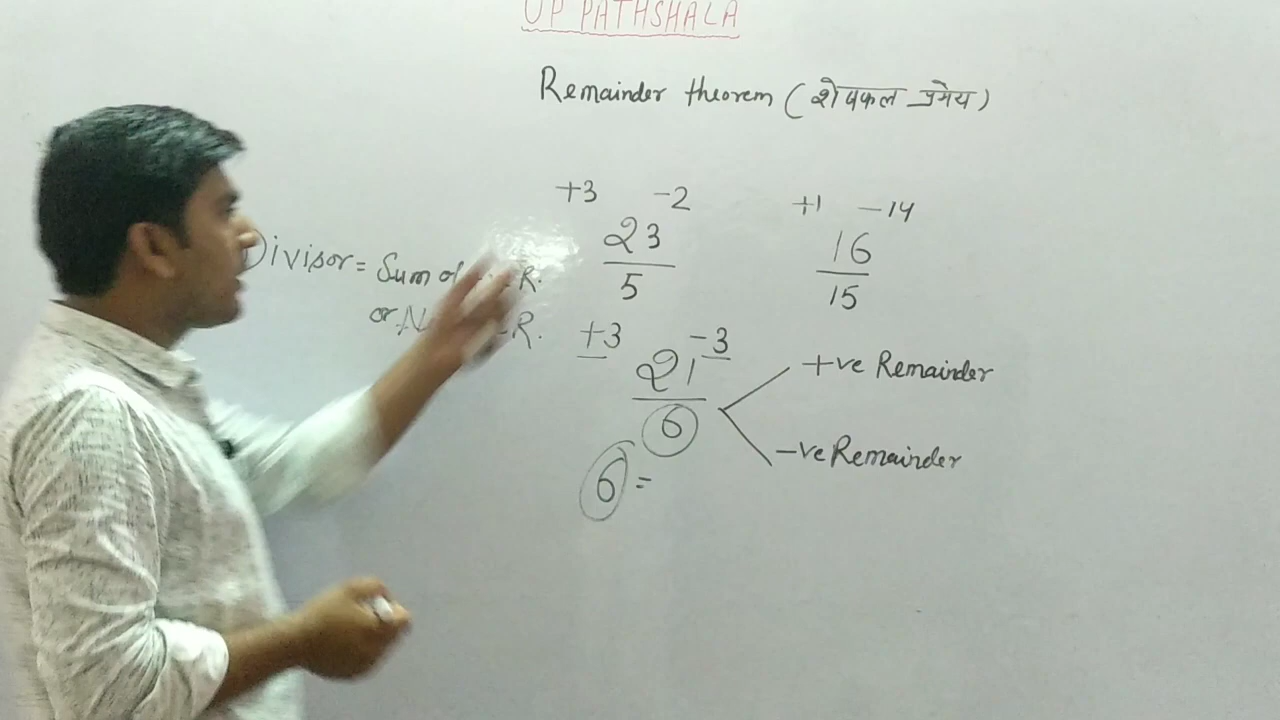 UP PATHSHALA
Remainder theorem (शेषफल प्रमेय)
+3 -2
23
5
+1 -14
16
15
Divisor = Sum of R.
or R.
+3 -3
21
6
+ve Remainder
-ve Remainder
6 =